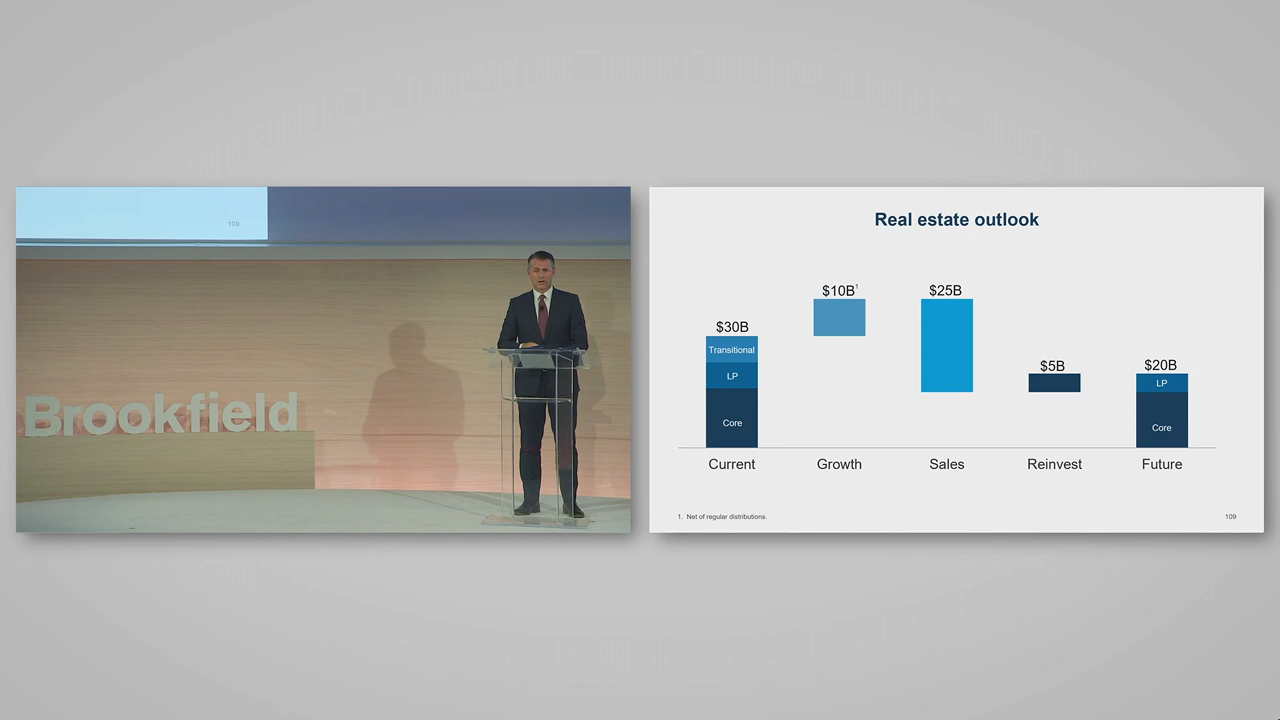 109
Brookfield
Real estate outlook
$30B
$10B¹
$25B
$5B
$20B
Transitional
LP
Core
LP
Core
Current
Growth
Sales
Reinvest
Future
1. Net of regular distributions.
109